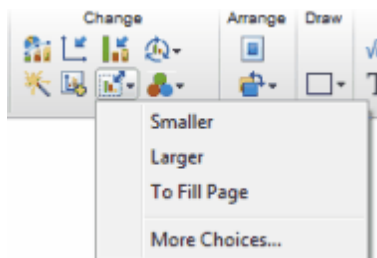 Change Arrange Draw
Smaller
Larger
To Fill Page
More Choices...